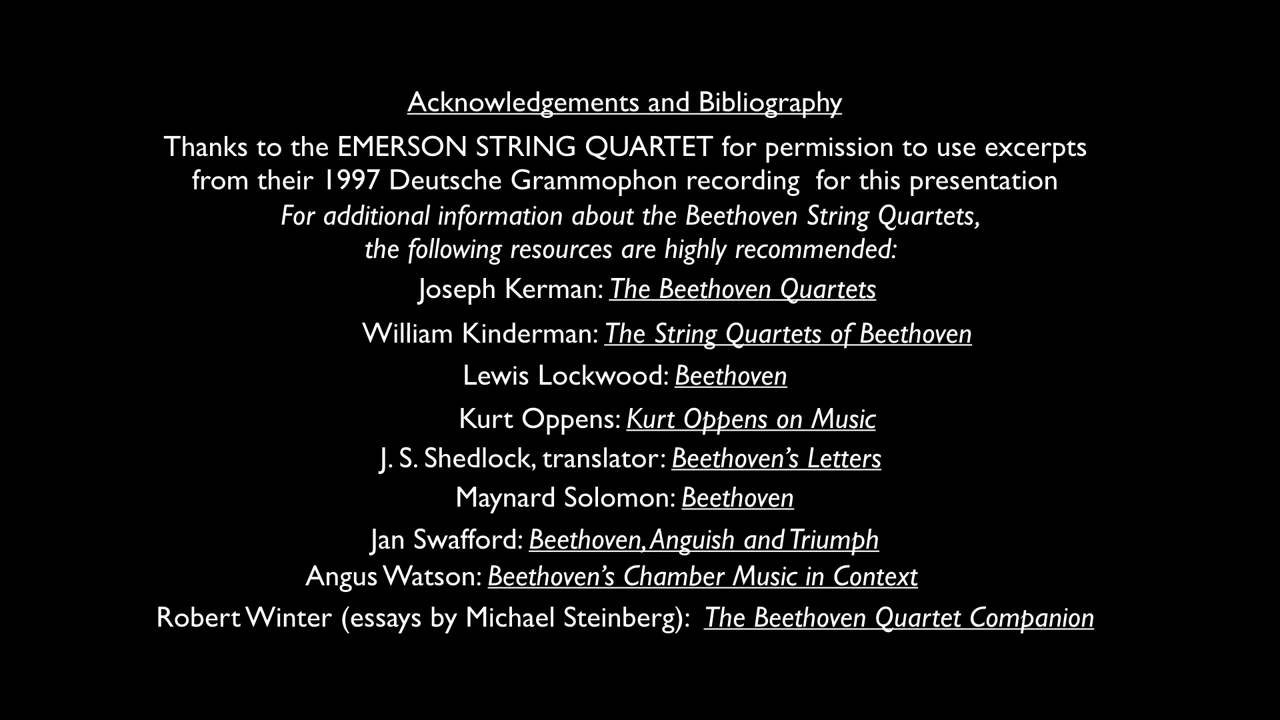 Acknowledgements and Bibliography
Thanks to the EMERSON STRING QUARTET for permission to use excerpts
from their 1997 Deutsche Grammophon recording for this presentation
For additional information about the Beethoven String Quartets,
the following resources are highly recommended:
Joseph Kerman: The Beethoven Quartets
William Kinderman: The String Quartets of Beethoven
Lewis Lockwood: Beethoven
Kurt Oppens: Kurt Oppens on Music
J. S. Shedlock, translator: Beethoven's Letters
Maynard Solomon: Beethoven
Jan Swafford: Beethoven, Anguish and Triumph
Angus Watson: Beethoven's Chamber Music in Context
Robert Winter (essays by Michael Steinberg): The Beethoven Quartet Companion